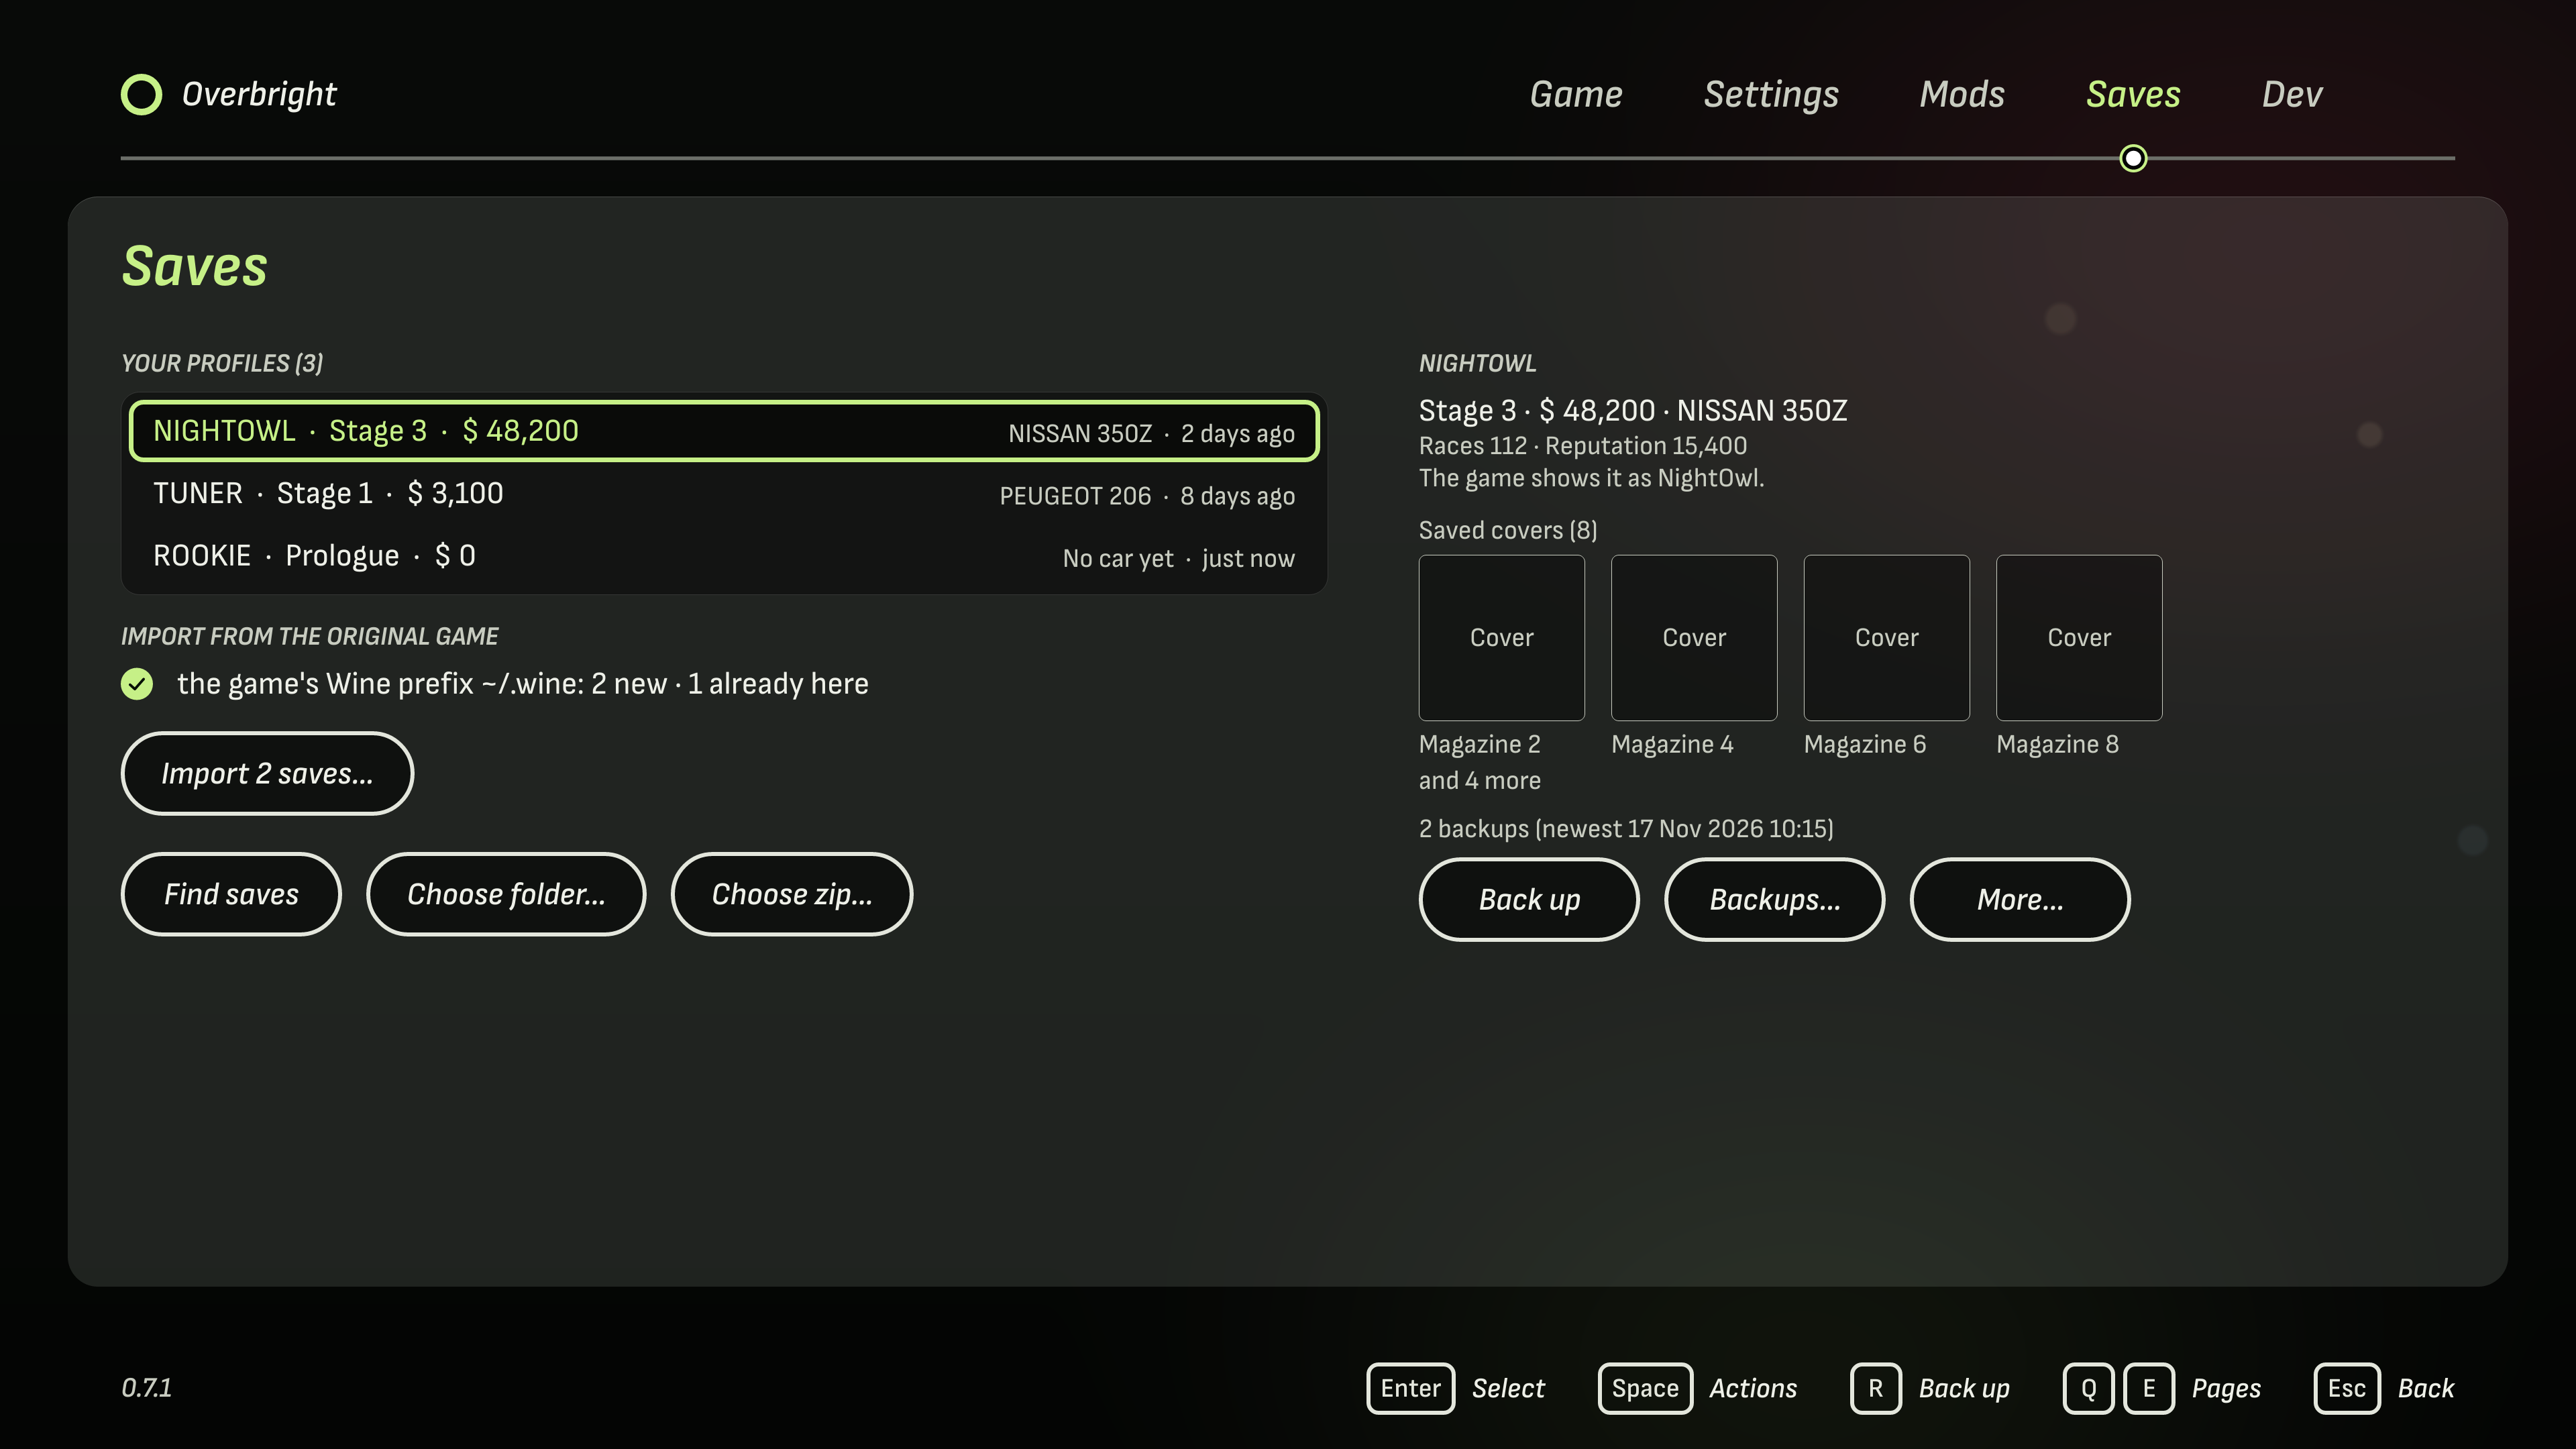 Overbright
Game Settings Mods Saves Dev
Saves
YOUR PROFILES (3)
NIGHTOWL · Stage 3 · $ 48,200 NISSAN 350Z · 2 days ago
TUNER · Stage 1 · $ 3,100 PEUGEOT 206 · 8 days ago
ROOKIE · Prologue · $ 0 No car yet · just now
IMPORT FROM THE ORIGINAL GAME
the game's Wine prefix ~/.wine: 2 new · 1 already here
Import 2 saves...
Find saves Choose folder... Choose zip...
NIGHTOWL
Stage 3 · $ 48,200 · NISSAN 350Z
Races 112 · Reputation 15,400
The game shows it as NightOwl.
Saved covers (8)
Cover Cover Cover Cover
Magazine 2 Magazine 4 Magazine 6 Magazine 8
and 4 more
2 backups (newest 17 Nov 2026 10:15)
Back up Backups... More...
0.7.1 Enter Select Space Actions R Back up Q E Pages Esc Back